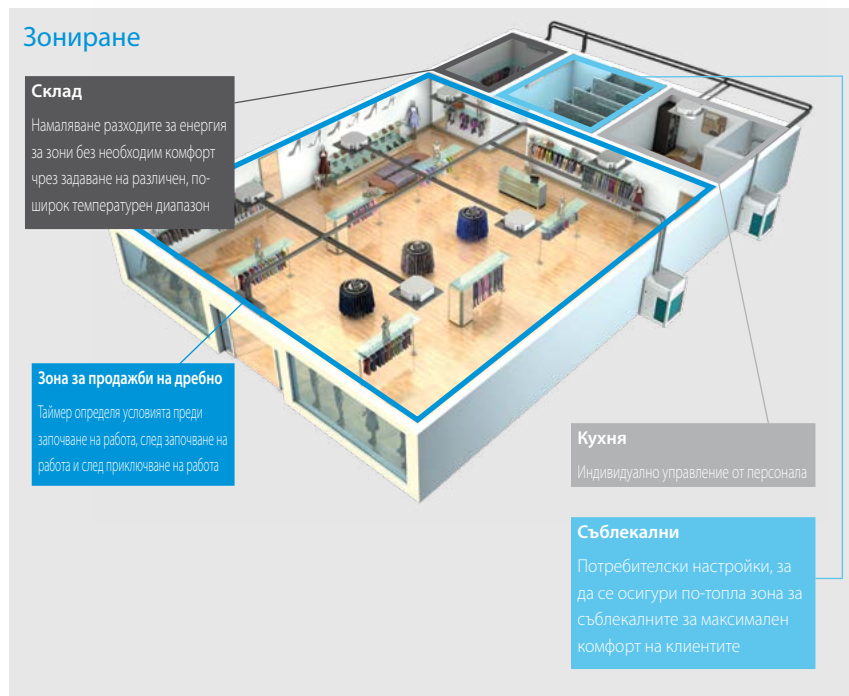 Зониране
Склад
Намаляване разходите за енергия
за зони без необходим комфорт
чрез задаване на различен, по-
широк температурен диапазон
Зона за продажби на дребно
Таймер определя условията преди
започване на работа, след започване на
работа и след приключване на работа
Кухня
Индивидуално управление от персонала
Съблекални
Потребителски настройки, за
да се осигури по-топла зона за
съблекалните за максимален
комфорт на клиентите